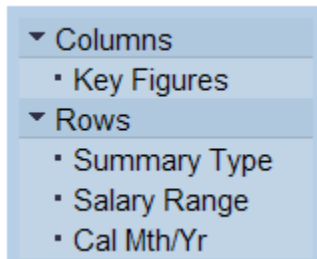 Columns
Key Figures
Rows
Summary Type
Salary Range
Cal Mth/Yr